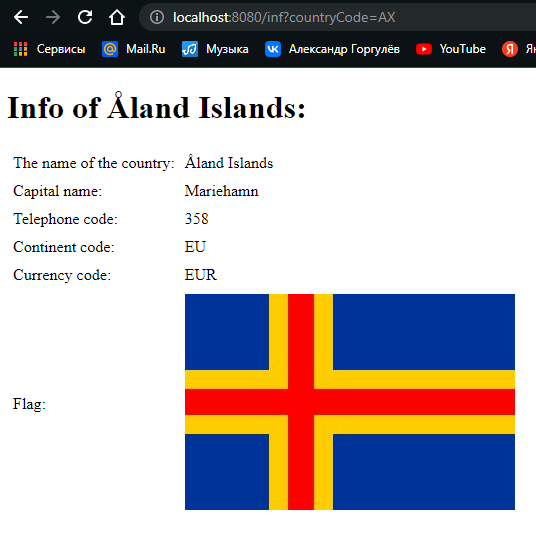 localhost:8080/inf?countryCode=AX
Сервисы Mail.Ru Музыка Александр Горгулёв YouTube
Info of Åland Islands:
The name of the country: Åland Islands
Capital name: Mariehamn
Telephone code: 358
Continent code: EU
Currency code: EUR
Flag: